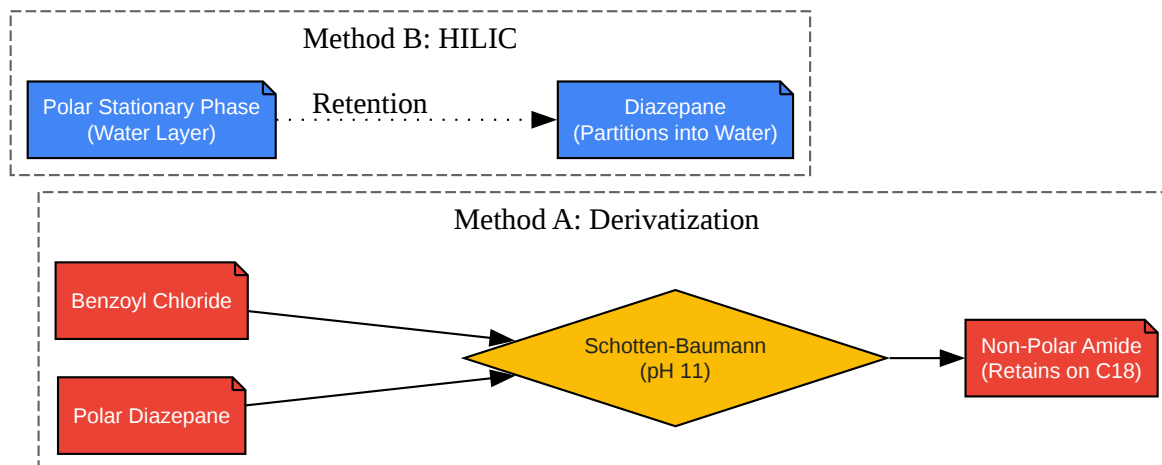 Method B: HILIC
Polar Stationary Phase
(Water Layer)
Retention
Diazepane
(Partitions into Water)
Method A: Derivatization
Benzoyl Chloride
Polar Diazepane
Schotten-Baumann
(pH 11)
Non-Polar Amide
(Retains on C18)